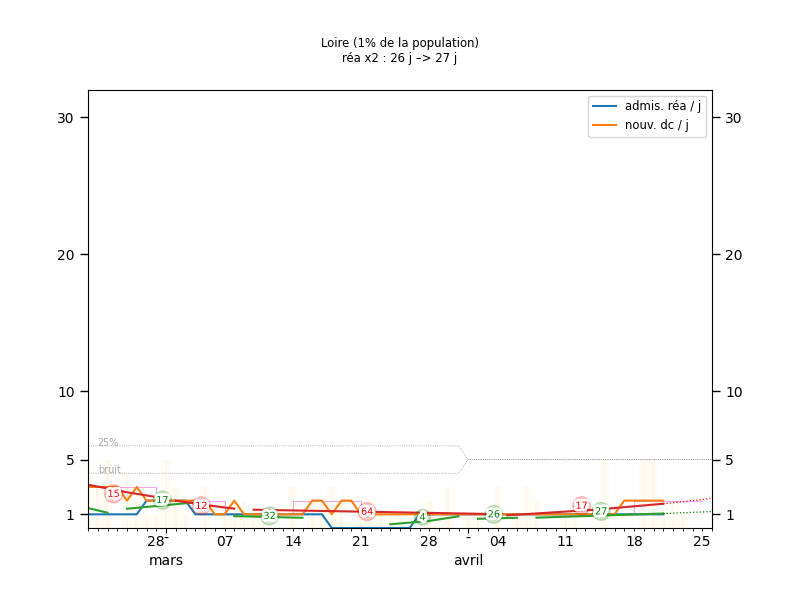 Loire (1% de la population)
réa x2 : 26 j –> 27 j
admis. réa / j
nouv. dc / j
30 30
20 20
10 10
25%
5 5
bruit
15 17 12 32 64 4 26 17 27
1 1
28 07 14 21 28 - 04 11 18 25
mars avril